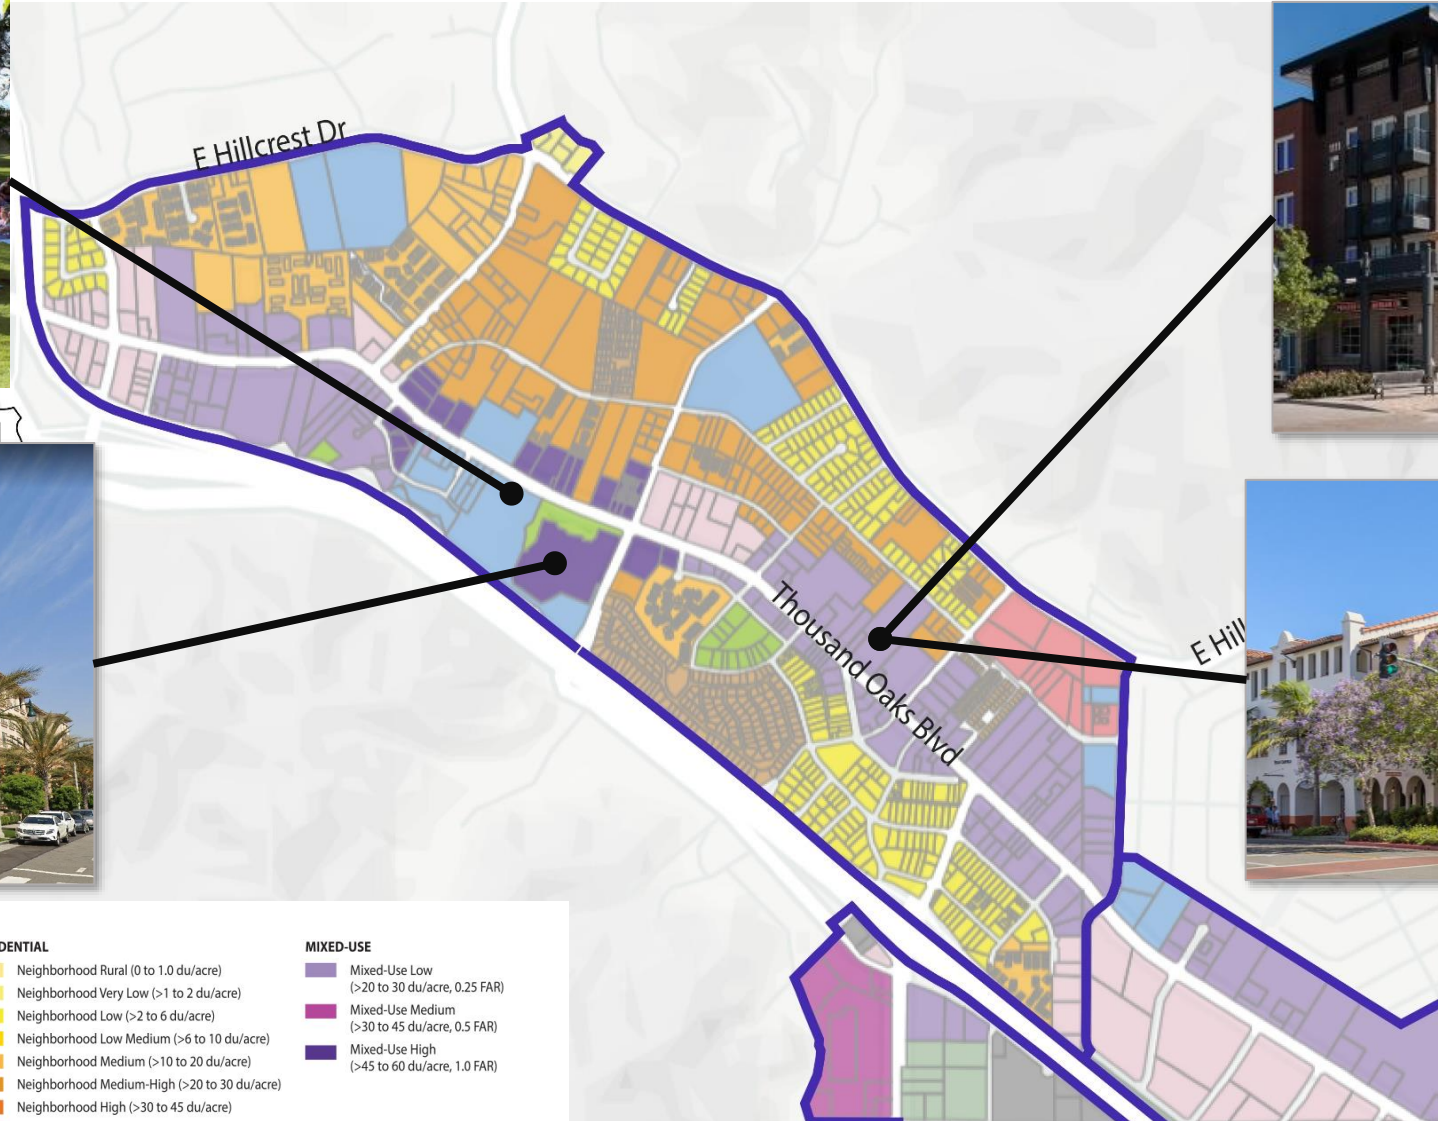 E Hillcrest Dr
Thousand Oaks Blvd
E Hill
DENTIAL
Neighborhood Rural (0 to 1.0 du/acre)
Neighborhood Very Low (>1 to 2 du/acre)
Neighborhood Low (>2 to 6 du/acre)
Neighborhood Low Medium (>6 to 10 du/acre)
Neighborhood Medium (>10 to 20 du/acre)
Neighborhood Medium-High (>20 to 30 du/acre)
Neighborhood High (>30 to 45 du/acre)
MIXED-USE
Mixed-Use Low
(>20 to 30 du/acre, 0.25 FAR)
Mixed-Use Medium
(>30 to 45 du/acre, 0.5 FAR)
Mixed-Use High
(>45 to 60 du/acre, 1.0 FAR)